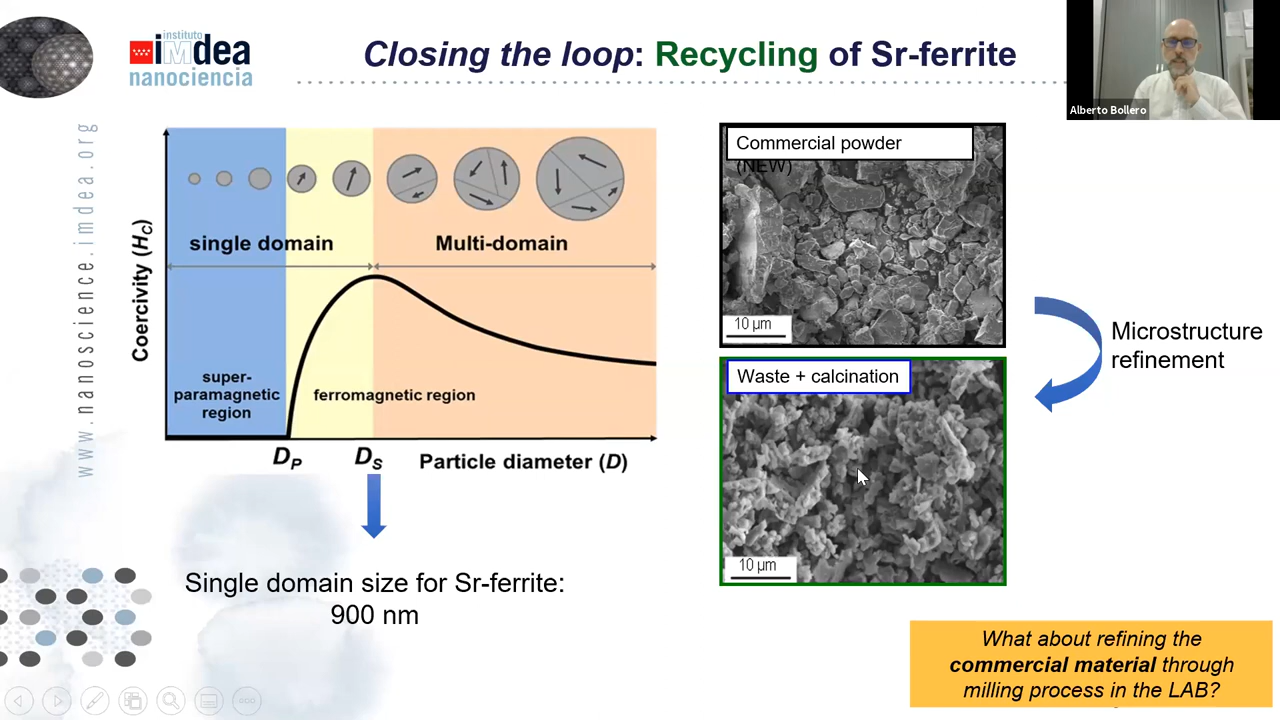 instituto
imdea
nanociencia
Closing the loop: Recycling of Sr-ferrite
Alberto Bollero
www.nanoscience.imdea.org
Coercivity (HC)
single domain
Multi-domain
super-
paramagnetic
region
ferromagnetic region
DP
DS
Particle diameter (D)
Single domain size for Sr-ferrite:
900 nm
Commercial powder
(NEW)
10 µm
Waste + calcination
10 µm
Microstructure
refinement
What about refining the
commercial material through
milling process in the LAB?